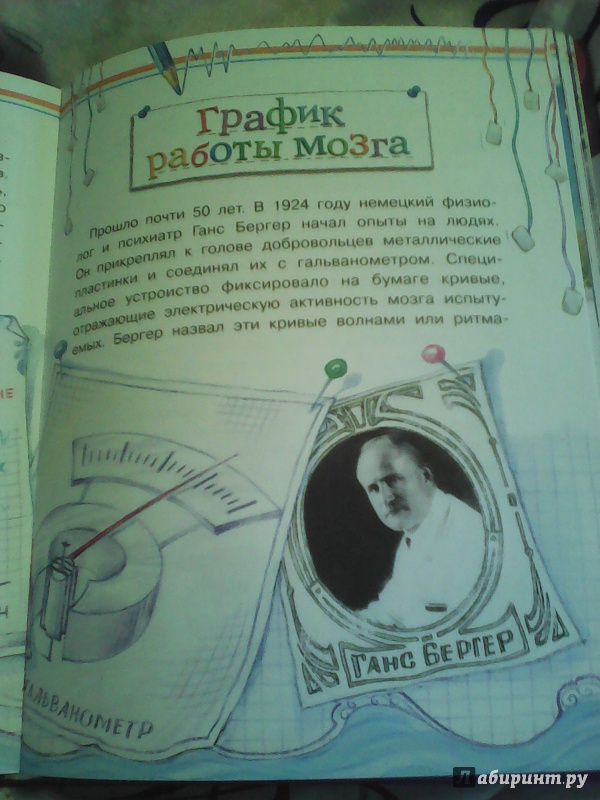 График
работы мозга
Прошло почти 50 лет. В 1924 году немецкий физио-
лог и психиатр Ганс Бергер начал опыты на людях.
Он прикреплял к голове добровольцев металлические
пластинки и соединял их с гальванометром. Специ-
альное устройство фиксировало на бумаге кривые,
отражающие электрическую активность мозга испыту-
емых. Бергер назвал эти кривые волнами или ритма-
ГАНС БЕРГЕР
ГАЛЬВАНОМЕТР
Лабиринт.ру